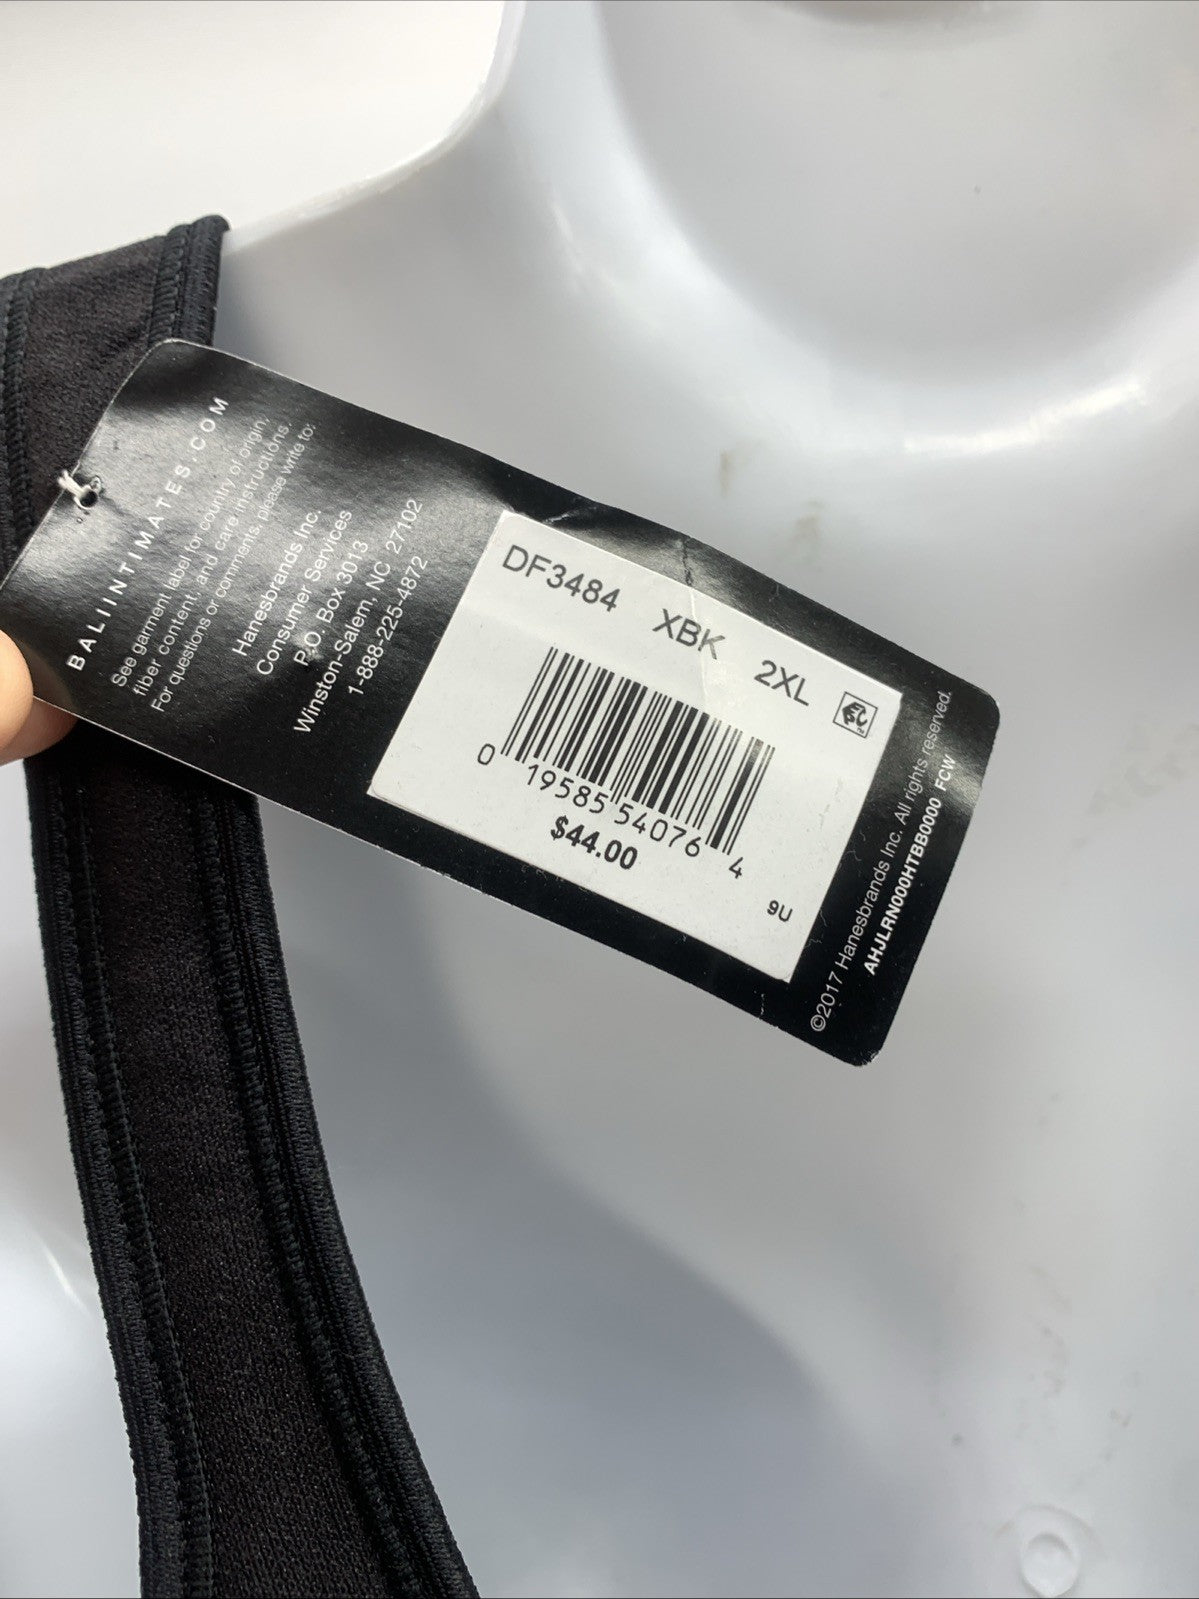 BALIINTIMATES.COM
See garment label for country of origin,
fiber content, and care instructions.
For questions or comments, please write to:
Hanesbrands Inc.
Consumer Services
P.O. Box 3013
Winston-Salem, NC 27102
1-888-225-4872
DF3484 XBK 2XL
0 19585 54076 4
$44.00
9U
©2017 Hanesbrands Inc. All rights reserved.
AHJLRN000HTBB0000 FCW